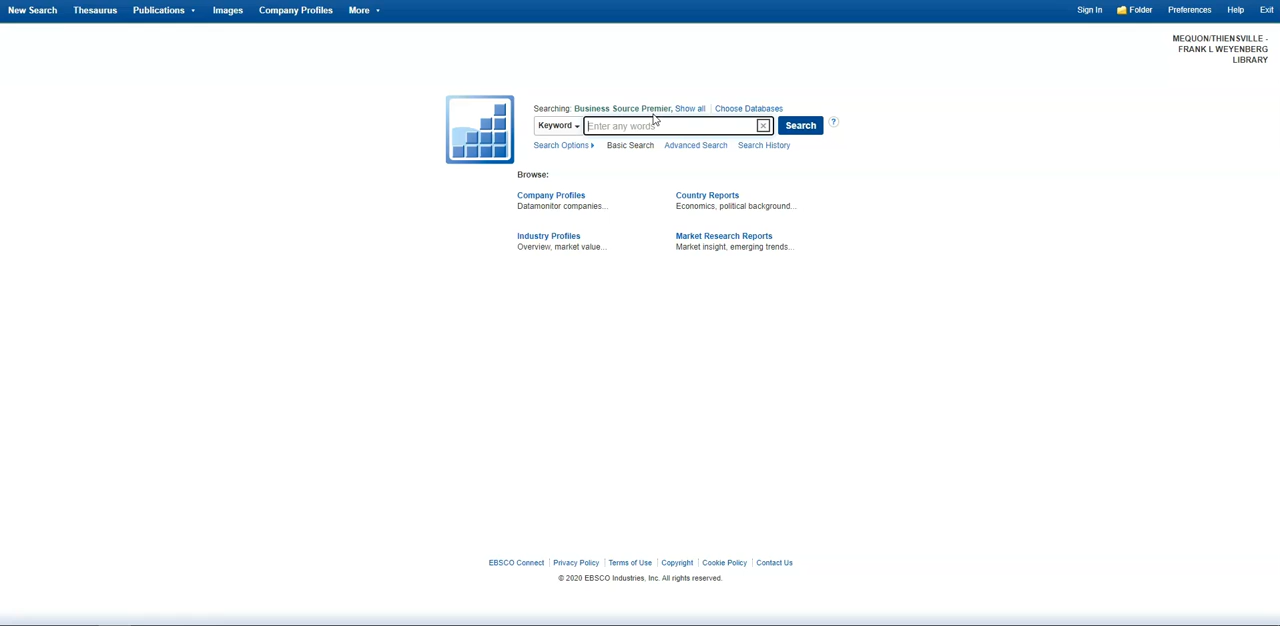 New Search Thesaurus Publications Images Company Profiles More Sign In Folder Preferences Help Exit
MEQUON/THIENSVILLE -
FRANK L WEYENBERG
LIBRARY
Searching: Business Source Premier, Show all Choose Databases
Keyword Enter any words Search ?
Search Options Basic Search Advanced Search Search History
Browse:
Company Profiles Country Reports
Datamonitor companies... Economics, political background...
Industry Profiles Market Research Reports
Overview, market value... Market insight, emerging trends...
EBSCO Connect Privacy Policy Terms of Use Copyright Cookie Policy Contact Us
© 2020 EBSCO Industries, Inc. All rights reserved.